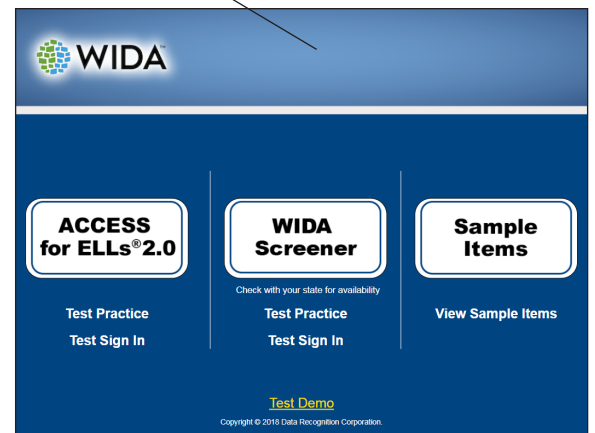 WIDA™
ACCESS
for ELLs®2.0
Test Practice
Test Sign In
WIDA
Screener
Check with your state for availability
Test Practice
Test Sign In
Sample
Items
View Sample Items
Test Demo
Copyright © 2018 Data Recognition Corporation.